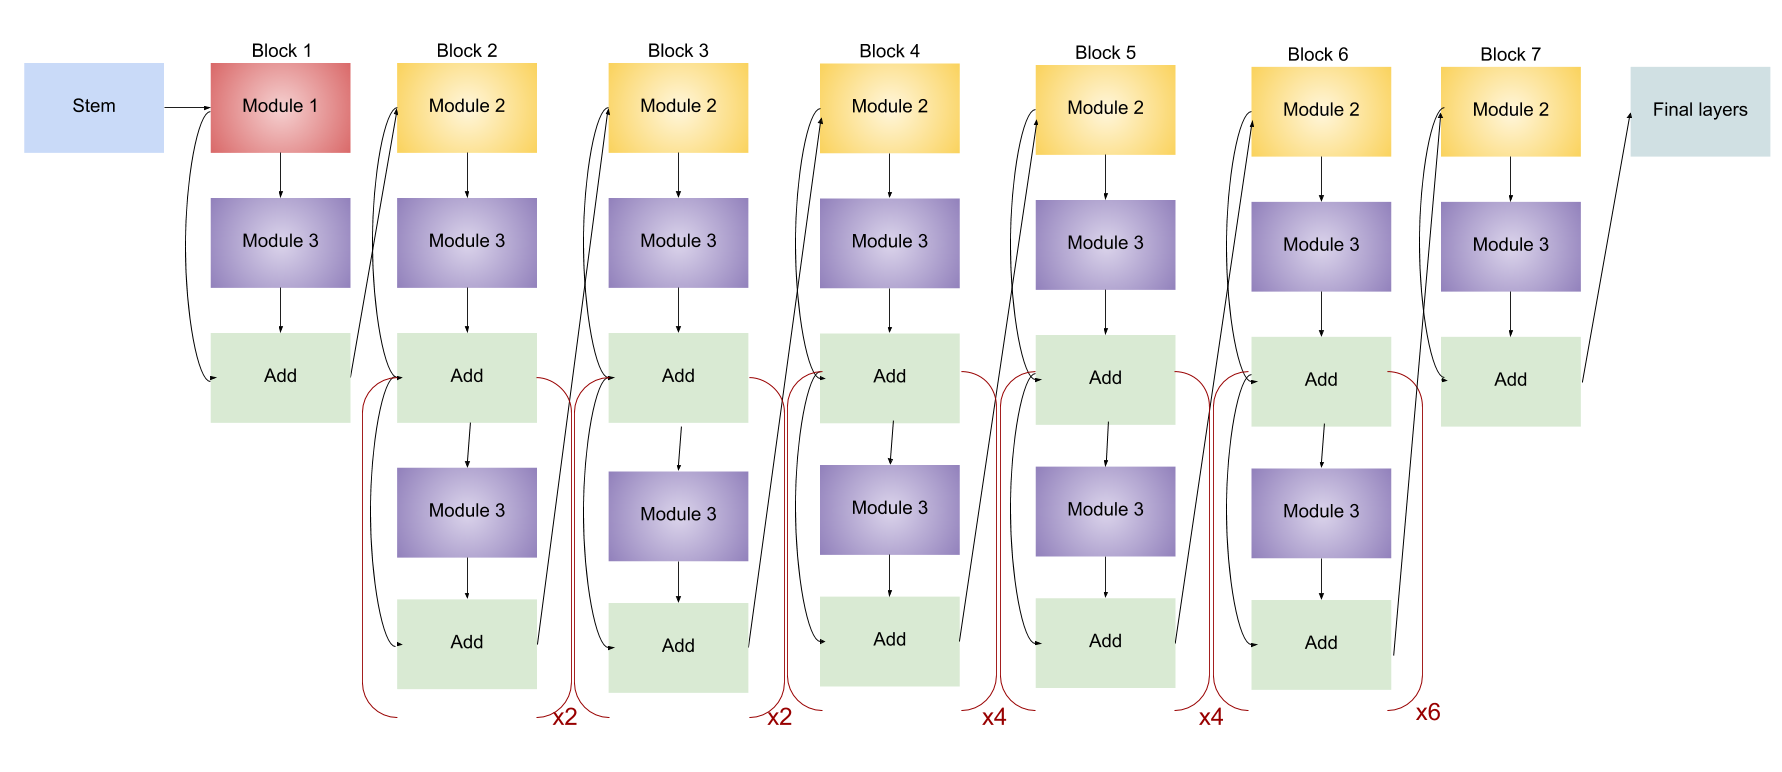 Block 1 Block 2 Block 3 Block 4 Block 5 Block 6 Block 7
Stem Module 1 Module 2 Module 2 Module 2 Module 2 Module 2 Module 2 Final layers
Module 3 Module 3 Module 3 Module 3 Module 3 Module 3 Module 3
Add Add Add Add Add Add Add
Module 3 Module 3 Module 3 Module 3 Module 3
Add Add Add Add Add
x2 x2 x4 x4 x6